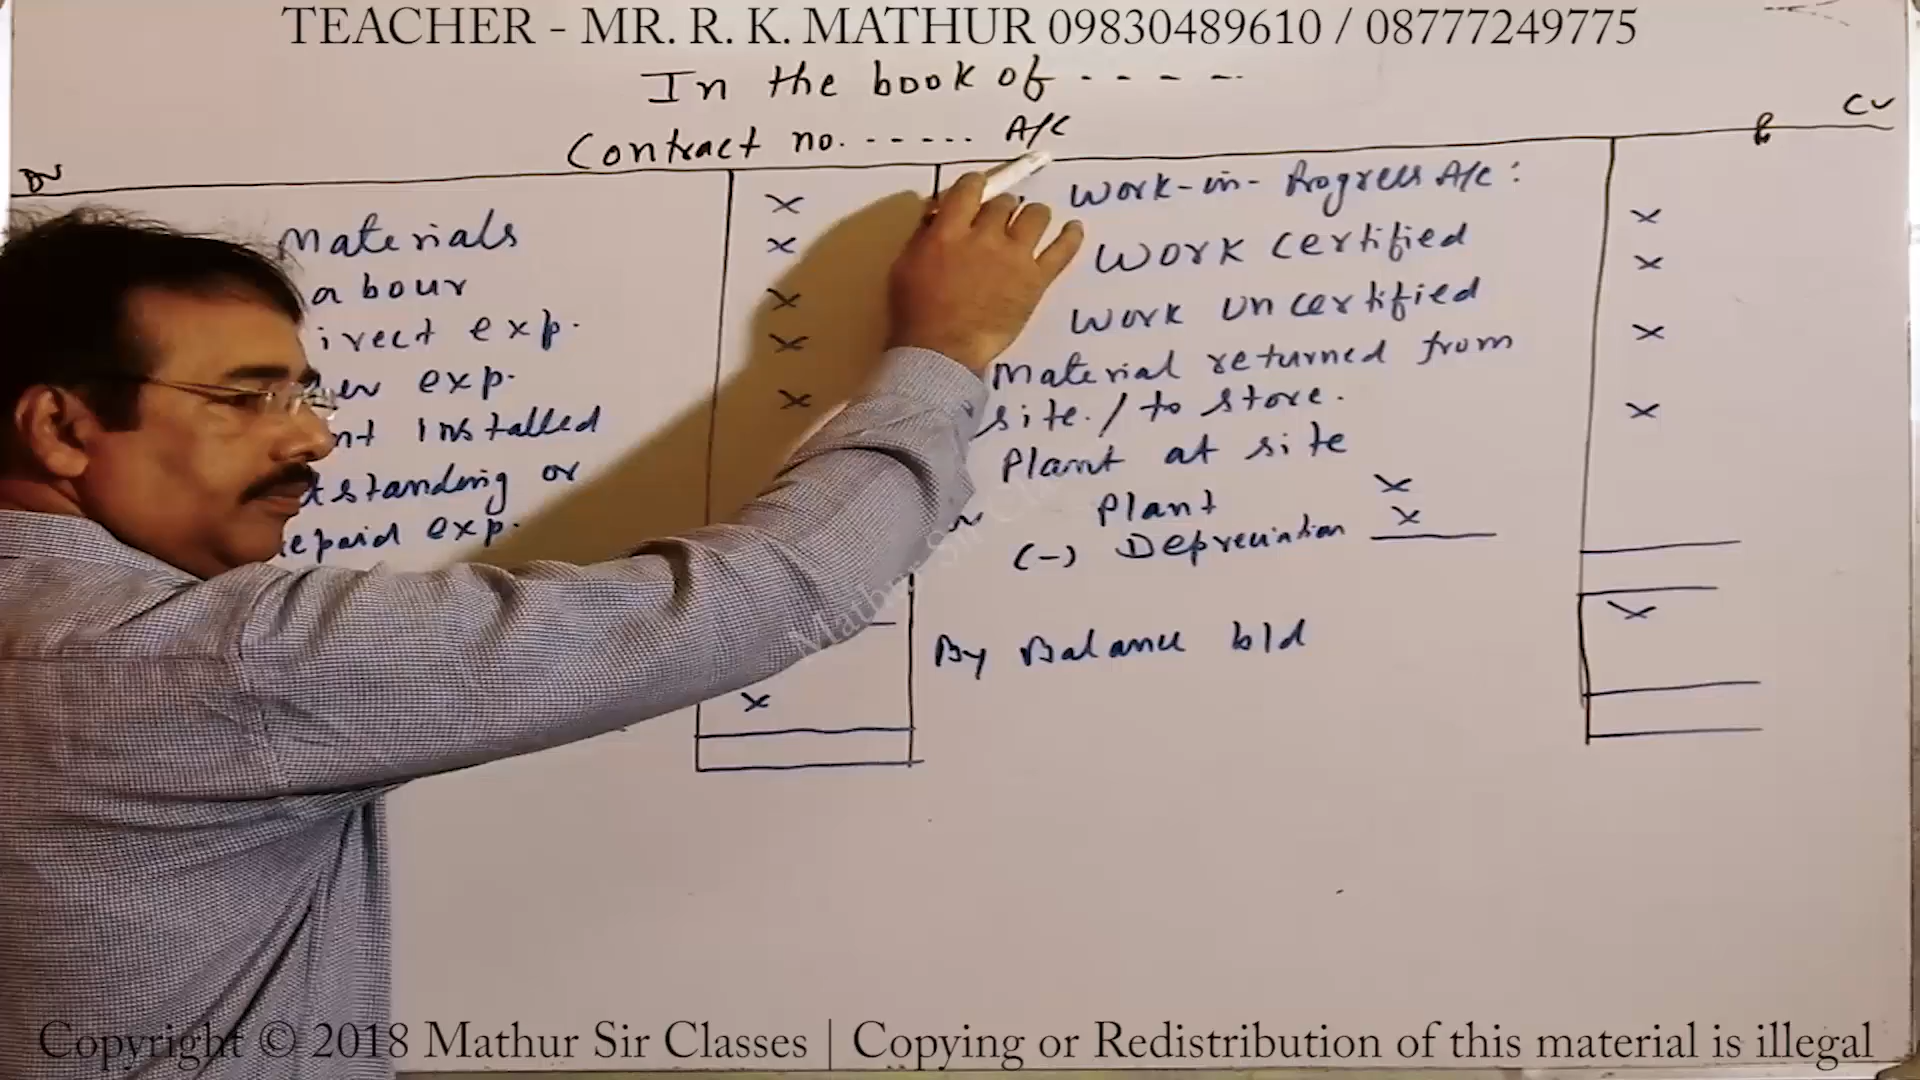 TEACHER - MR. R. K. MATHUR 09830489610 / 08777249775
In the book of - - - -
Contract no. ...... A/C
Dr
Cr
Materials
abour
irect exp.
exp.
nt Installed
tstanding or
epaid exp.
Work-in-Progress A/c:
Work certified
Work uncertified
Material returned from
site./ to store.
Plant at site
Plant
(-) Depreciation
By Balance b/d
Mathur Sir Cl
Copyright © 2018 Mathur Sir Classes | Copying or Redistribution of this material is illegal